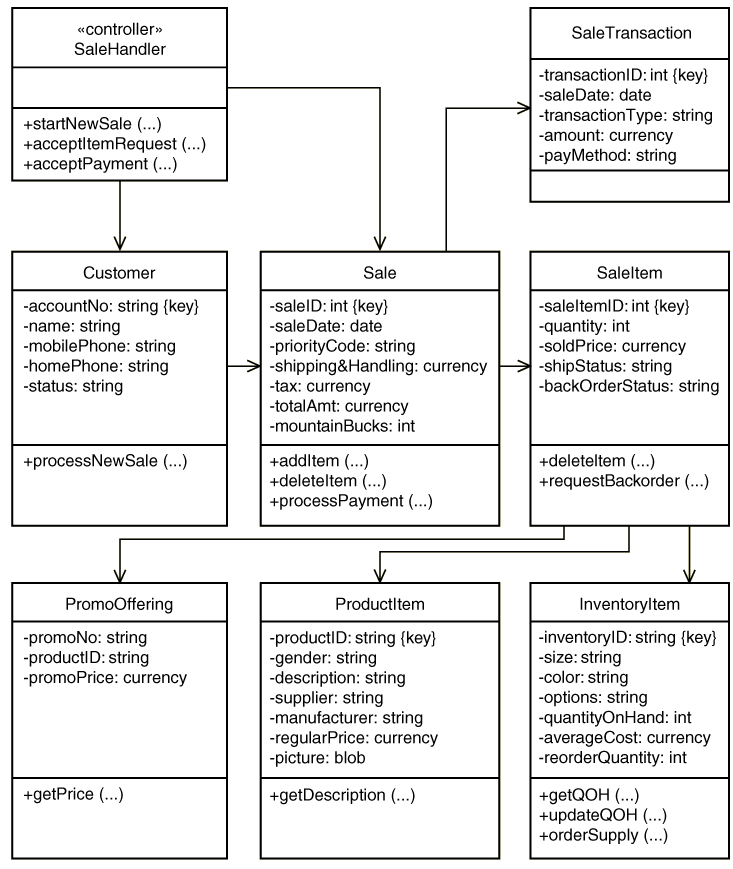 «controller»
SaleHandler
+startNewSale (...)
+acceptItemRequest (...)
+acceptPayment (...)
SaleTransaction
-transactionID: int {key}
-saleDate: date
-transactionType: string
-amount: currency
-payMethod: string
Customer
-accountNo: string {key}
-name: string
-mobilePhone: string
-homePhone: string
-status: string
+processNewSale (...)
Sale
-saleID: int {key}
-saleDate: date
-priorityCode: string
-shipping&Handling: currency
-tax: currency
-totalAmt: currency
-mountainBucks: int
+addItem (...)
+deleteItem (...)
+processPayment (...)
SaleItem
-saleItemID: int {key}
-quantity: int
-soldPrice: currency
-shipStatus: string
-backOrderStatus: string
+deleteItem (...)
+requestBackorder (...)
PromoOffering
-promoNo: string
-productID: string
-promoPrice: currency
+getPrice (...)
ProductItem
-productID: string {key}
-gender: string
-description: string
-supplier: string
-manufacturer: string
-regularPrice: currency
-picture: blob
+getDescription (...)
InventoryItem
-inventoryID: string {key}
-size: string
-color: string
-options: string
-quantityOnHand: int
-averageCost: currency
-reorderQuantity: int
+getQOH (...)
+updateQOH (...)
+orderSupply (...)